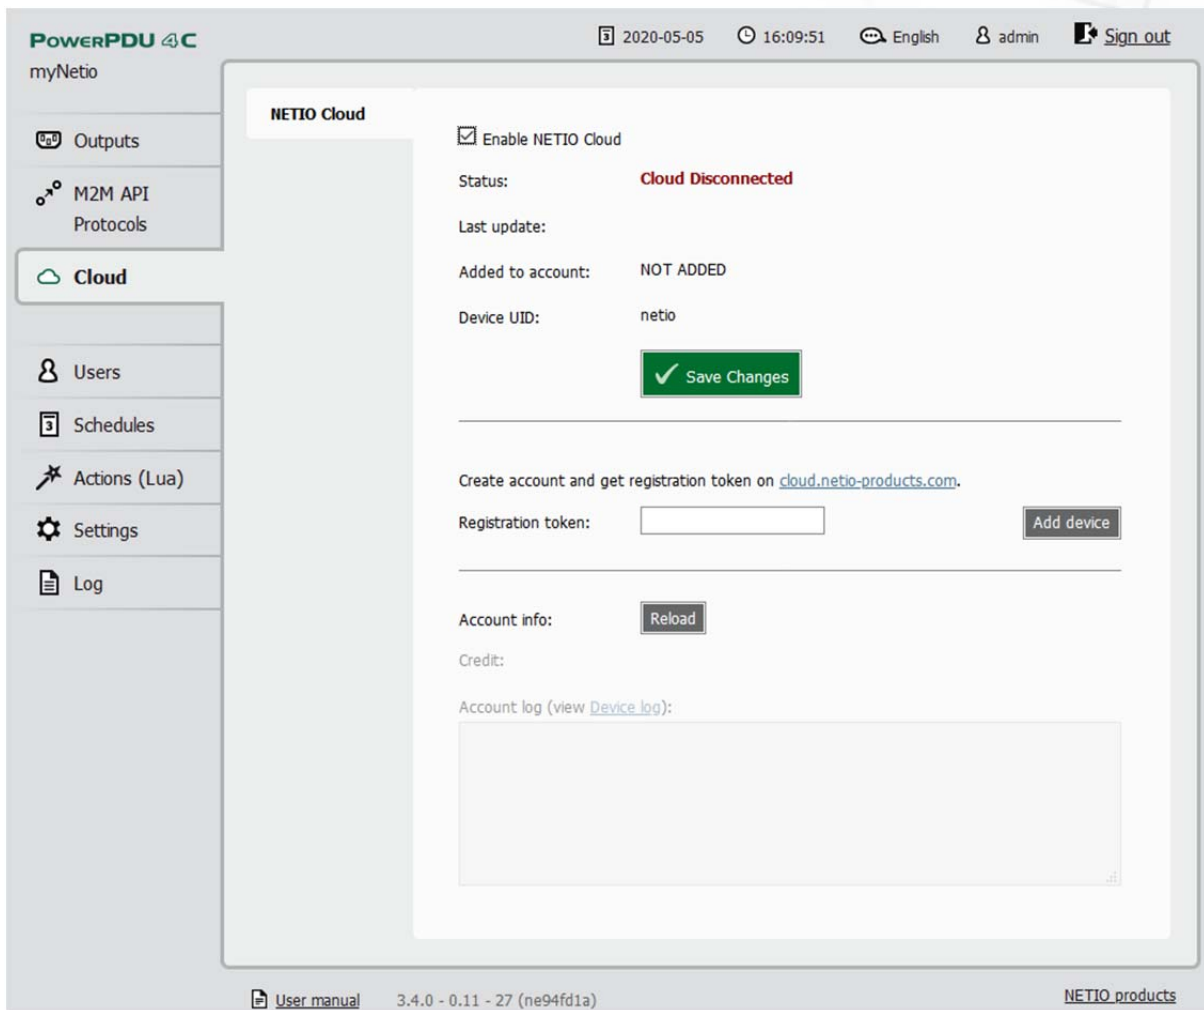 PowerPDU 4C
myNetio
2020-05-05 16:09:51 English admin Sign out
Outputs
M2M API
Protocols
Cloud
Users
Schedules
Actions (Lua)
Settings
Log
NETIO Cloud
Enable NETIO Cloud
Status: Cloud Disconnected
Last update:
Added to account: NOT ADDED
Device UID: netio
Save Changes
Create account and get registration token on cloud.netio-products.com.
Registration token: Add device
Account info: Reload
Credit:
Account log (view Device log):
User manual 3.4.0 - 0.11 - 27 (ne94fd1a) NETIO products